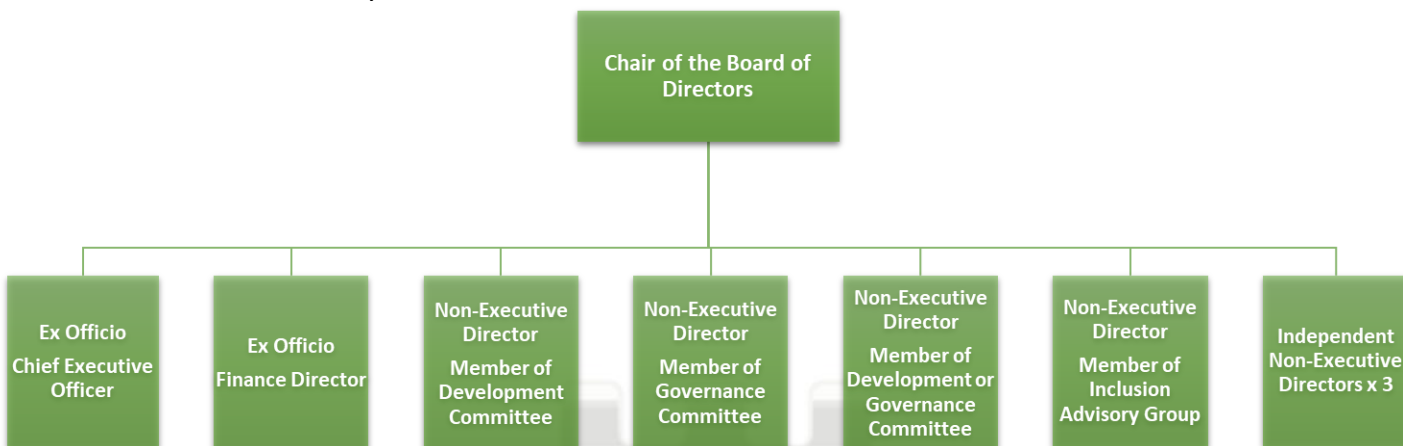 Chair of the Board of
Directors
Ex Officio
Chief Executive
Officer
Ex Officio
Finance Director
Non-Executive
Director
Member of
Development
Committee
Non-Executive
Director
Member of
Governance
Committee
Non-Executive
Director
Member of
Development or
Governance
Committee
Non-Executive
Director
Member of
Inclusion
Advisory Group
Independent
Non-Executive
Directors x 3